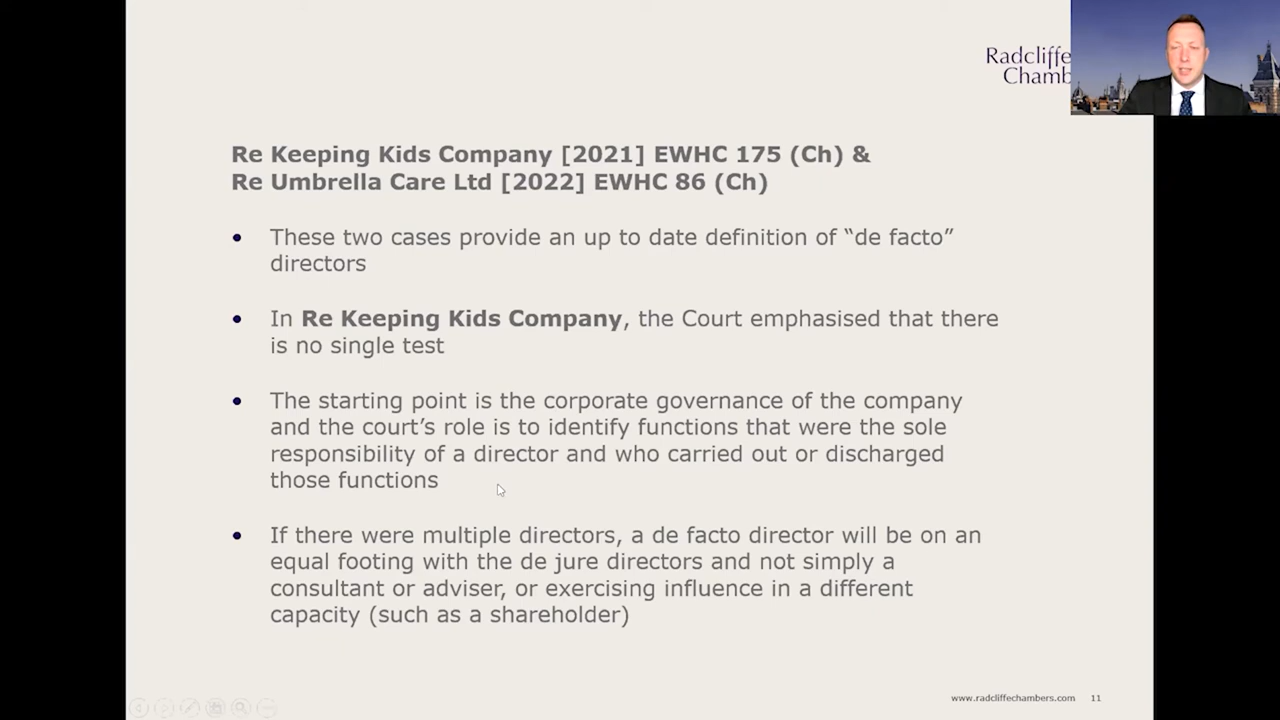 Radcliffe
Chamb
Re Keeping Kids Company [2021] EWHC 175 (Ch) &
Re Umbrella Care Ltd [2022] EWHC 86 (Ch)
• These two cases provide an up to date definition of “de facto”
directors
• In Re Keeping Kids Company, the Court emphasised that there
is no single test
• The starting point is the corporate governance of the company
and the court’s role is to identify functions that were the sole
responsibility of a director and who carried out or discharged
those functions
• If there were multiple directors, a de facto director will be on an
equal footing with the de jure directors and not simply a
consultant or adviser, or exercising influence in a different
capacity (such as a shareholder)
www.radcliffechambers.com 11